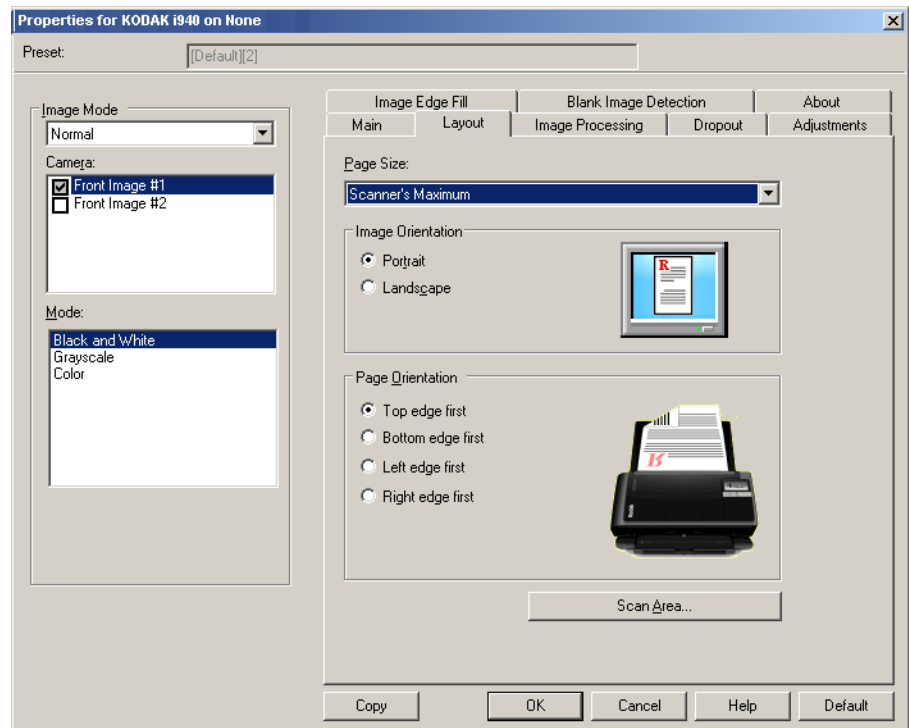 Properties for KODAK i940 on None
Preset:
[Default][2]
Image Mode
Normal
Camera:
Front Image #1
Front Image #2
Mode:
Black and White
Grayscale
Color
Image Edge Fill
Blank Image Detection
About
Main
Layout
Image Processing
Dropout
Adjustments
Page Size:
Scanner's Maximum
Image Orientation
Portrait
Landscape
R
Page Orientation
Top edge first
Bottom edge first
Left edge first
Right edge first
R
Kodak
Scan Area...
Copy
OK
Cancel
Help
Default